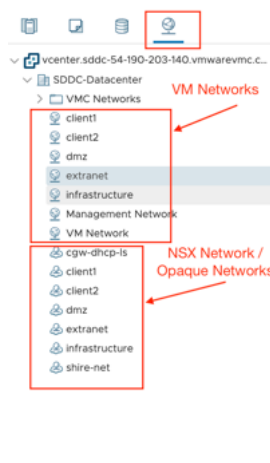 vcenter.sddc-54-190-203-140.vmwarevmc.c...
SDDC-Datacenter
VM Networks
VMC Networks
client1
client2
dmz
extranet
infrastructure
Management Network
VM Network
cgw-dhcp-ls
NSX Network /
client1
Opaque Networks
client2
dmz
extranet
infrastructure
shire-net